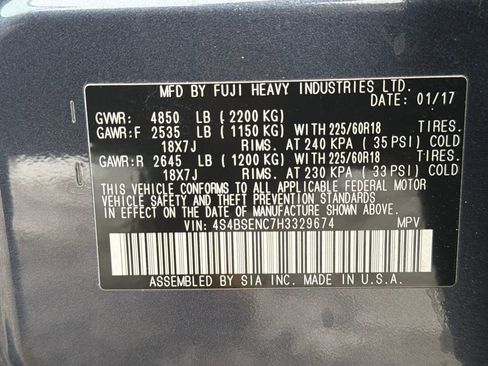 MFD BY FUJI HEAVY INDUSTRIES LTD.
DATE: 01/17
GVWR: 4850 LB (2200 KG)
GAWR:F 2535 LB (1150 KG) WITH 225/60R18 TIRES.
18X7J RIMS. AT 240 KPA (35 PSI) COLD
GAWR:R 2645 LB (1200 KG) WITH 225/60R18 TIRES.
18X7J RIMS. AT 230 KPA (33 PSI) COLD
THIS VEHICLE CONFORMS TO ALL APPLICABLE FEDERAL MOTOR
VEHICLE SAFETY AND THEFT PREVENTION STANDARDS
IN EFFECT ON THE DATE OF MANUFACTURE SHOWN ABOVE.
VIN: 4S4BSENC7H3329674 MPV
ASSEMBLED BY SIA INC. MADE IN U.S.A.